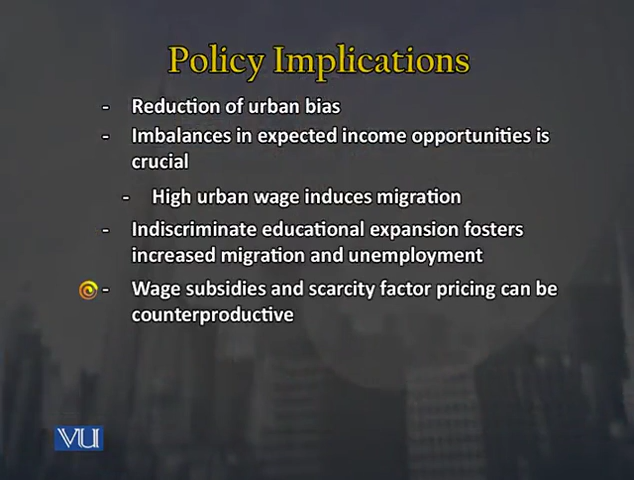 Policy Implications
- Reduction of urban bias
- Imbalances in expected income opportunities is
crucial
- High urban wage induces migration
- Indiscriminate educational expansion fosters
increased migration and unemployment
- Wage subsidies and scarcity factor pricing can be
counterproductive
VU